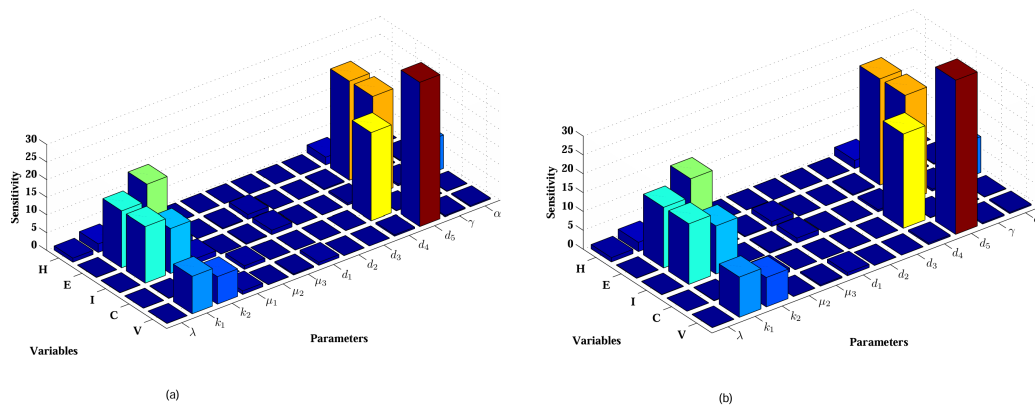 30
25
20
15
10
5
0
Sensitivity
H
E
I
C
V
Variables
λ
k₁
k₂
μ₁
μ₂
μ₃
d₁
d₂
d₃
d₄
d₅
γ
α
Parameters
(a)
30
25
20
15
10
5
0
Sensitivity
H
E
I
C
V
Variables
λ
k₁
k₂
μ₂
μ₃
d₁
d₂
d₃
d₄
d₅
γ
Parameters
(b)